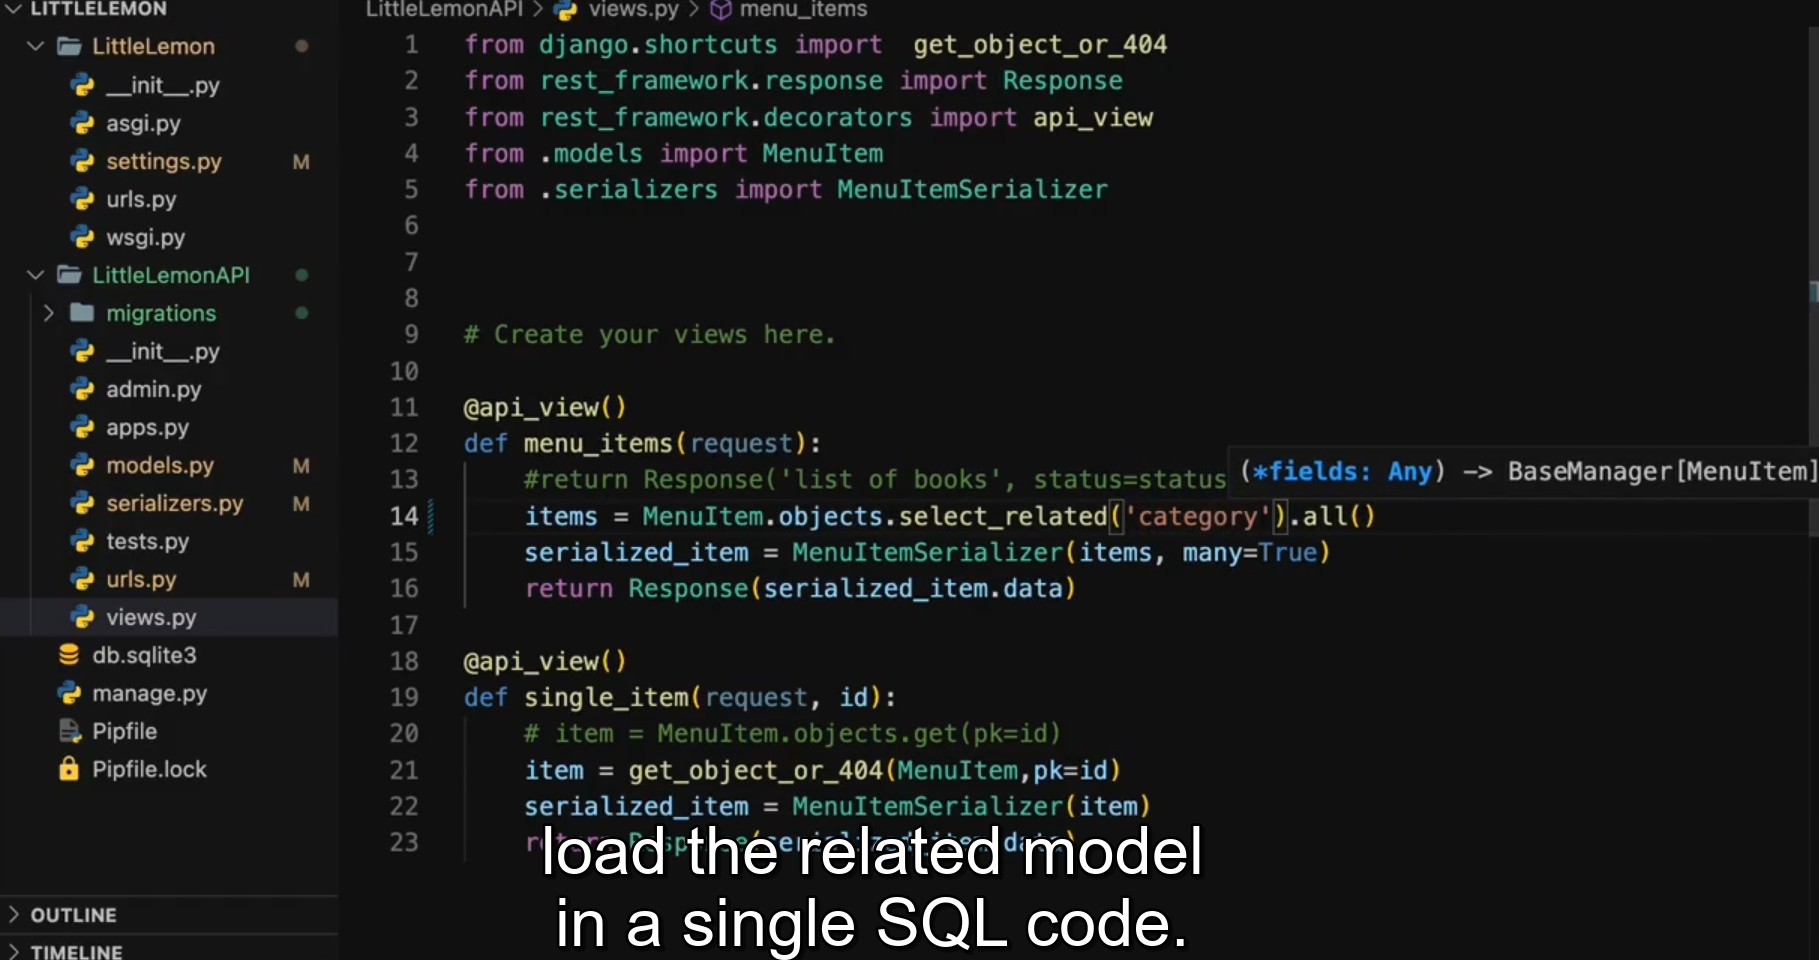 LITTLELEMON
LittleLemon
__init__.py
asgi.py
settings.py M
urls.py
wsgi.py
LittleLemonAPI
migrations
__init__.py
admin.py
apps.py
models.py M
serializers.py M
tests.py
urls.py M
views.py
db.sqlite3
manage.py
Pipfile
Pipfile.lock
OUTLINE
TIMELINE
LittleLemonAPI > views.py > menu_items
1 from django.shortcuts import  get_object_or_404
2 from rest_framework.response import Response
3 from rest_framework.decorators import api_view
4 from .models import MenuItem
5 from .serializers import MenuItemSerializer
6
7
8
9 # Create your views here.
10
11 @api_view()
12 def menu_items(request):
13 #return Response('list of books', status=status
(*fields: Any) -> BaseManager[MenuItem]
14 items = MenuItem.objects.select_related('category').all()
15 serialized_item = MenuItemSerializer(items, many=True)
16 return Response(serialized_item.data)
17
18 @api_view()
19 def single_item(request, id):
20 # item = MenuItem.objects.get(pk=id)
21 item = get_object_or_404(MenuItem,pk=id)
22 serialized_item = MenuItemSerializer(item)
23 return Response(serialized_item.data)
load the related model
in a single SQL code.